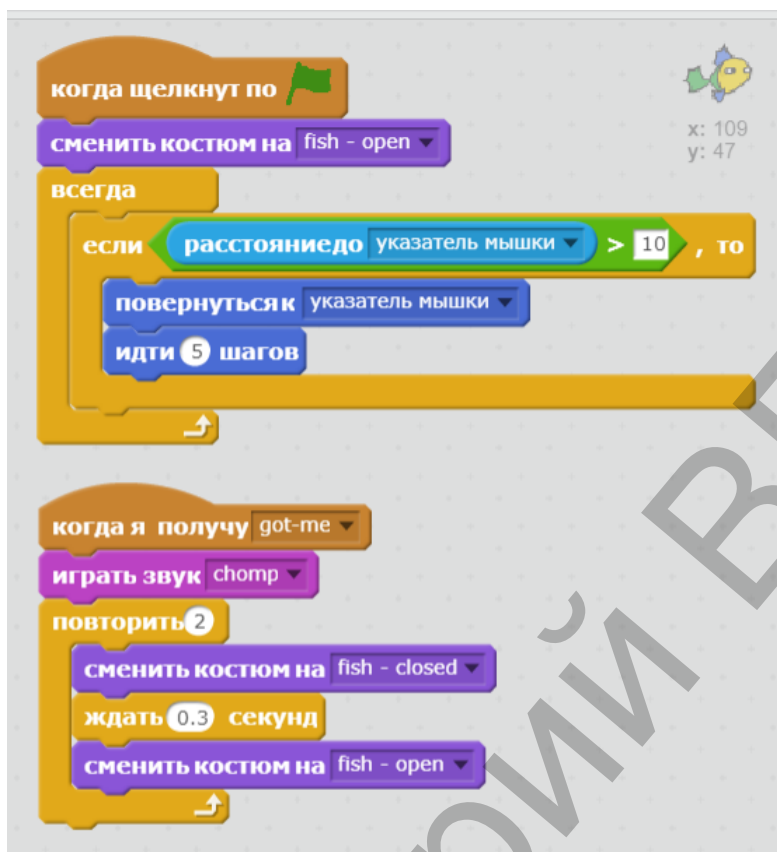 когда щелкнут по
сменить костюм на fish - open
x: 109
y: 47
всегда
если расстояние до указатель мышки > 10 , то
повернуться к указатель мышки
идти 5 шагов
когда я получу got-me
играть звук chomp
повторить 2
сменить костюм на fish - closed
ждать 0.3 секунд
сменить костюм на fish - open